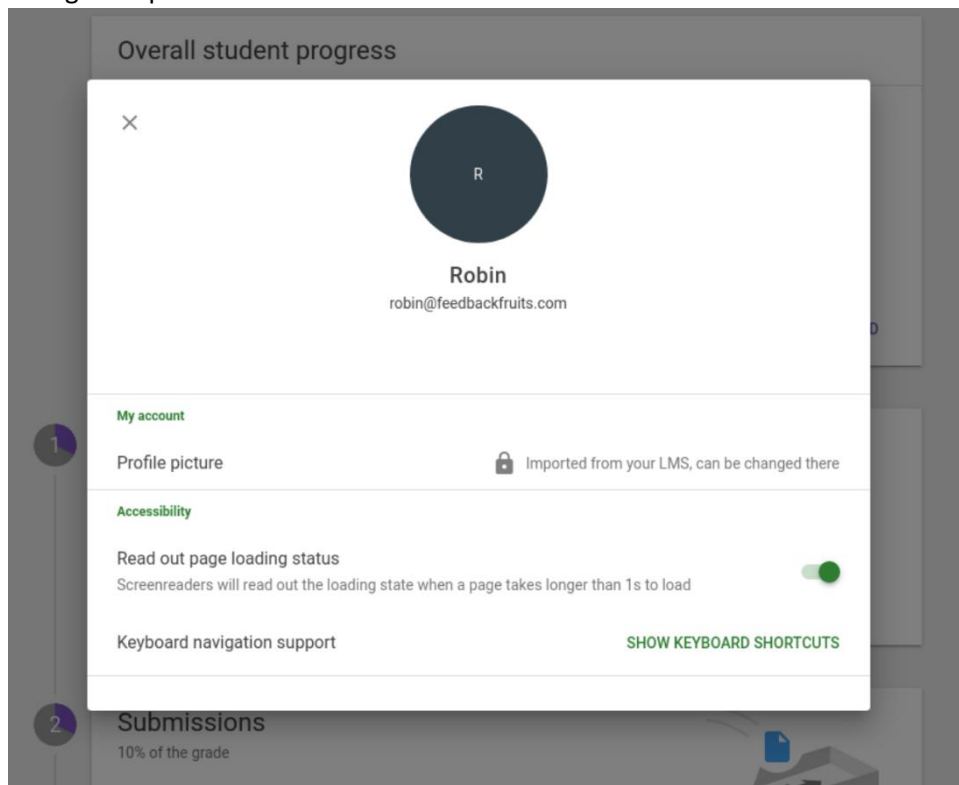 Overall student progress
R
Robin
robin@feedbackfruits.com
My account
Profile picture
Imported from your LMS, can be changed there
Accessibility
Read out page loading status
Screenreaders will read out the loading state when a page takes longer than 1s to load
Keyboard navigation support
SHOW KEYBOARD SHORTCUTS
1
2
Submissions
10% of the grade